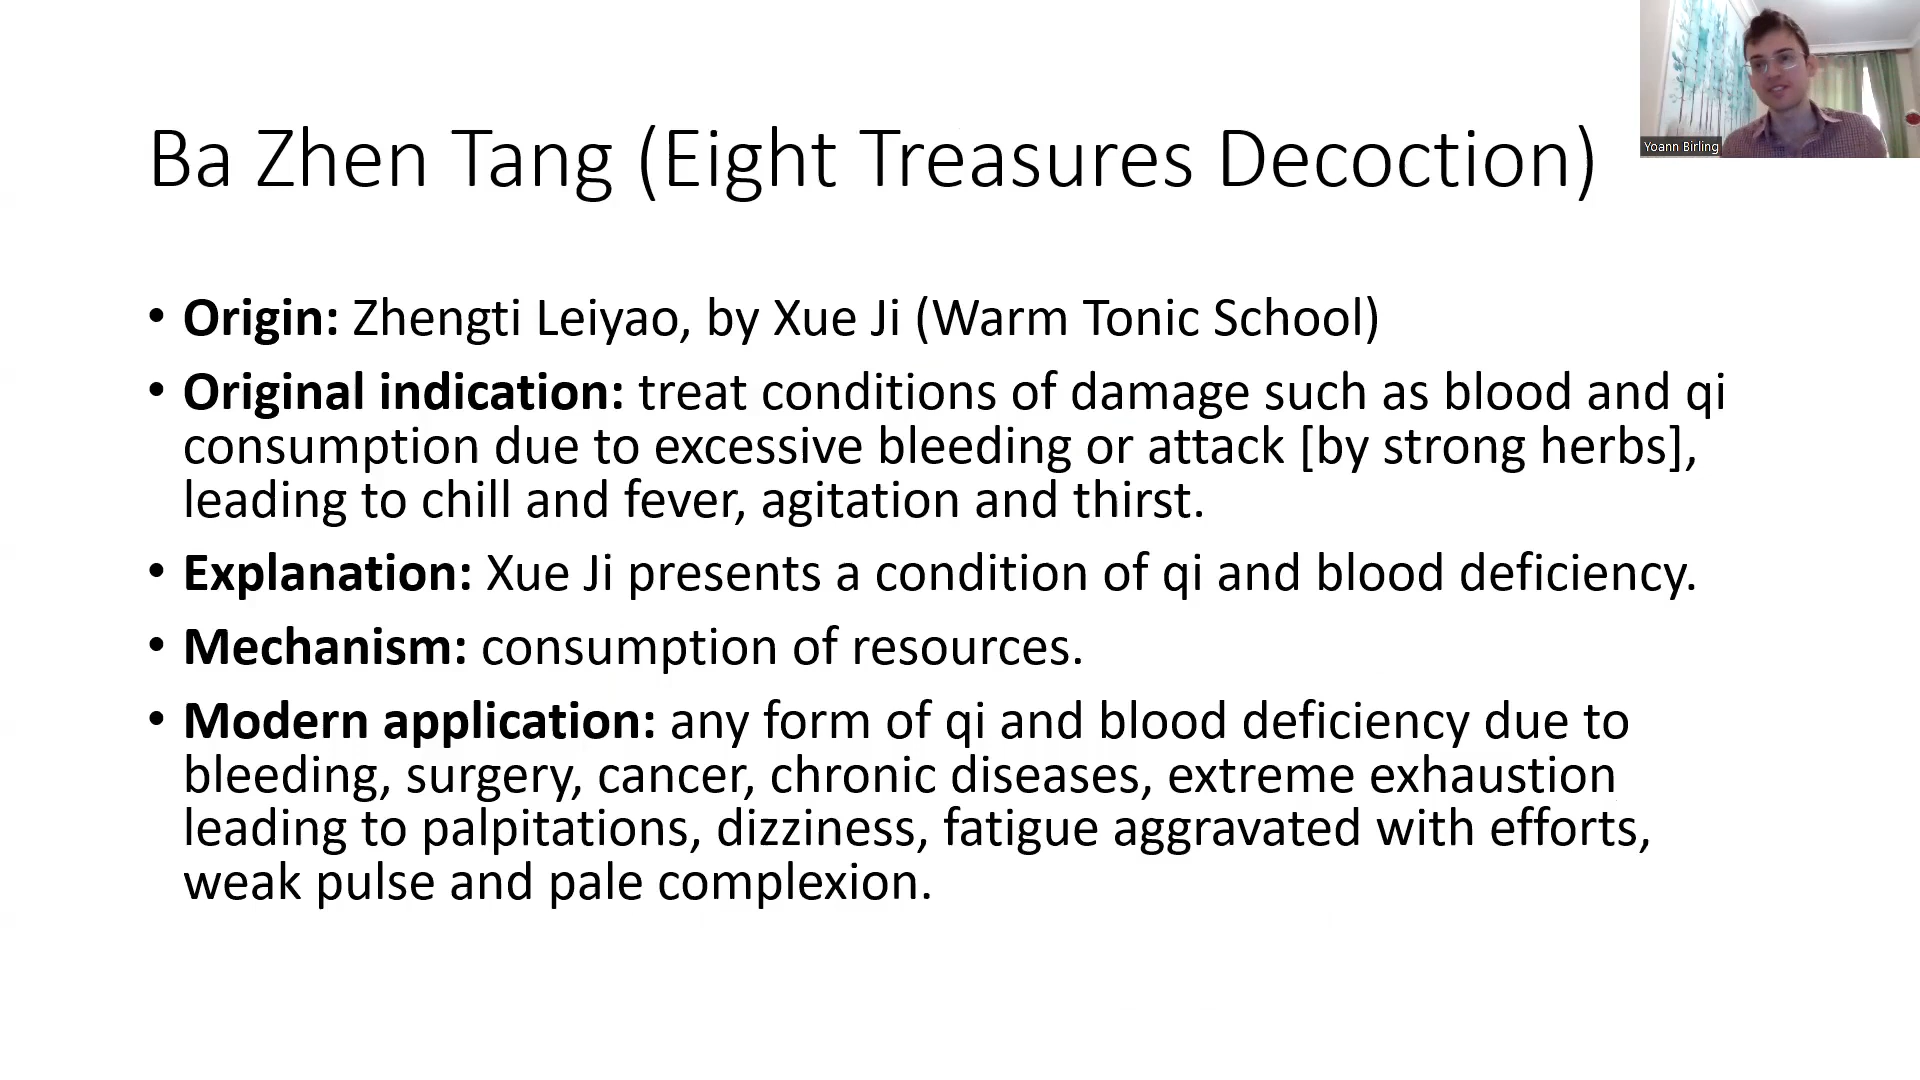 Yoann Birling
Ba Zhen Tang (Eight Treasures Decoction)
• Origin: Zhengti Leiyao, by Xue Ji (Warm Tonic School)
• Original indication: treat conditions of damage such as blood and qi
consumption due to excessive bleeding or attack [by strong herbs],
leading to chill and fever, agitation and thirst.
• Explanation: Xue Ji presents a condition of qi and blood deficiency.
• Mechanism: consumption of resources.
• Modern application: any form of qi and blood deficiency due to
bleeding, surgery, cancer, chronic diseases, extreme exhaustion
leading to palpitations, dizziness, fatigue aggravated with efforts,
weak pulse and pale complexion.